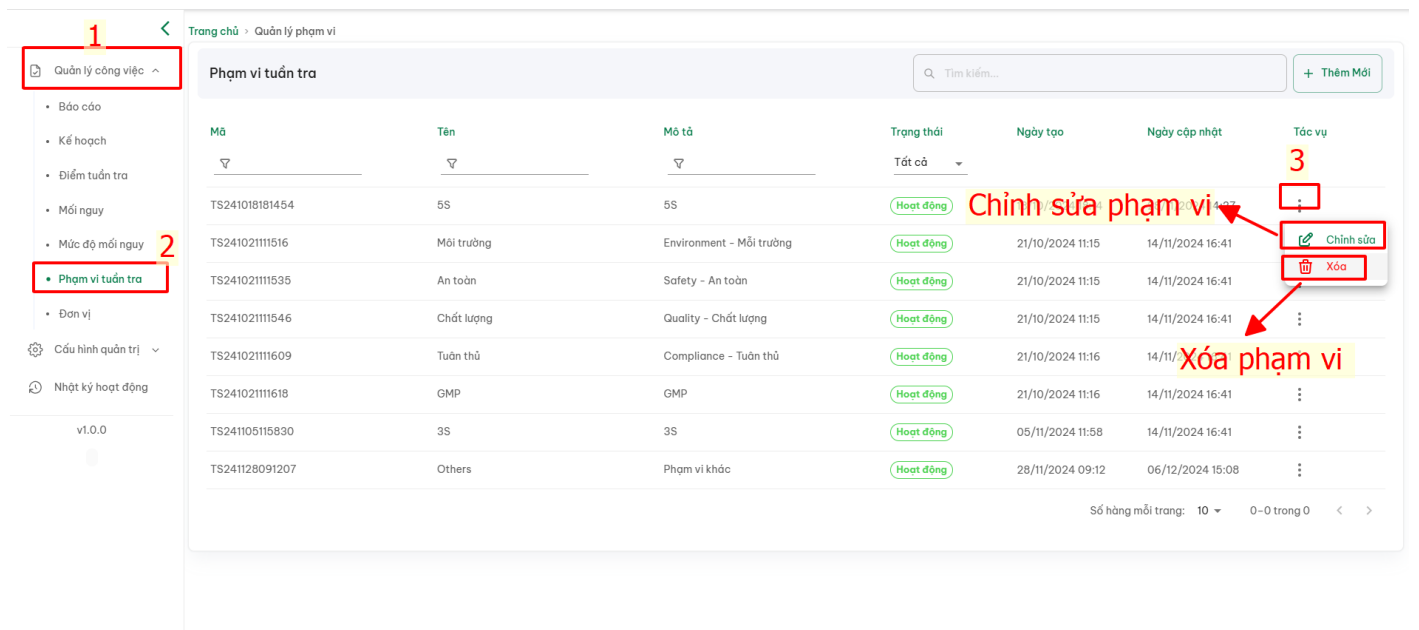 1
Trang chủ > Quản lý phạm vi
Quản lý công việc
Báo cáo
Kế hoạch
Điểm tuần tra
Mối nguy
Mức độ mối nguy
2
Phạm vi tuần tra
Đơn vị
Cấu hình quản trị
Nhật ký hoạt động
v1.0.0
Phạm vi tuần tra
Tìm kiếm...
+ Thêm Mới
Mã Tên Mô tả Trạng thái Ngày tạo Ngày cập nhật Tác vụ
Tất cả
3
TS241018181454 5S 5S Hoạt động
Chỉnh sửa phạm vi
TS241021111516 Môi trường Environment - Mỗi trường Hoạt động 21/10/2024 11:15 14/11/2024 16:41
Chỉnh sửa
Xóa
TS241021111535 An toàn Safety - An toàn Hoạt động 21/10/2024 11:15 14/11/2024 16:41
TS241021111546 Chất lượng Quality - Chất lượng Hoạt động 21/10/2024 11:15 14/11/2024 16:41
TS241021111609 Tuân thủ Compliance - Tuân thủ Hoạt động 21/10/2024 11:16 14/11/
Xóa phạm vi
TS241021111618 GMP GMP Hoạt động 21/10/2024 11:16 14/11/2024 16:41
TS241105115830 3S 3S Hoạt động 05/11/2024 11:58 14/11/2024 16:41
TS241128091207 Others Phạm vi khác Hoạt động 28/11/2024 09:12 06/12/2024 15:08
Số hàng mỗi trang: 10 0-0 trong 0